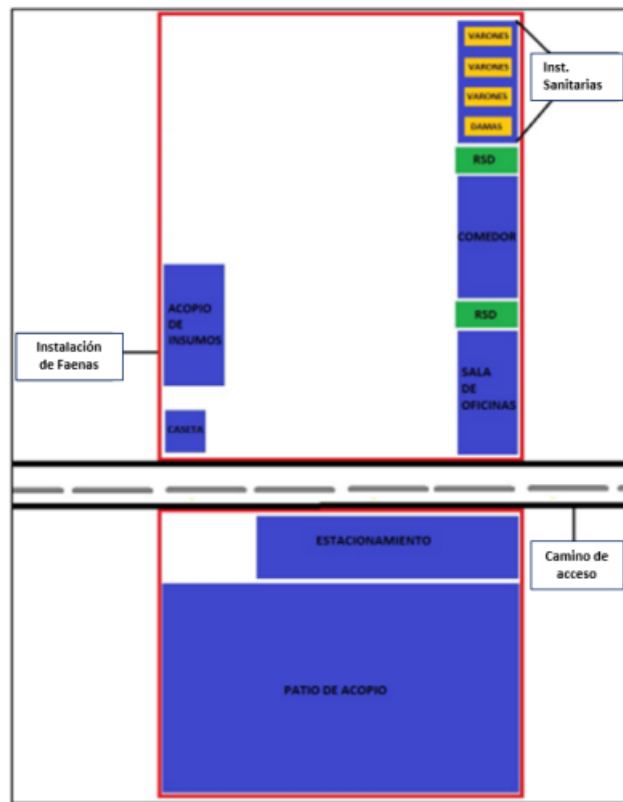 VARONES
VARONES
VARONES
DAMAS
Inst.
Sanitarias
RSD
COMEDOR
ACOPIO
DE
INSUMOS
RSD
Instalación
de Faenas
SALA
DE
OFICINAS
CASETA
ESTACIONAMIENTO
Camino de
acceso
PATIO DE ACOPIO